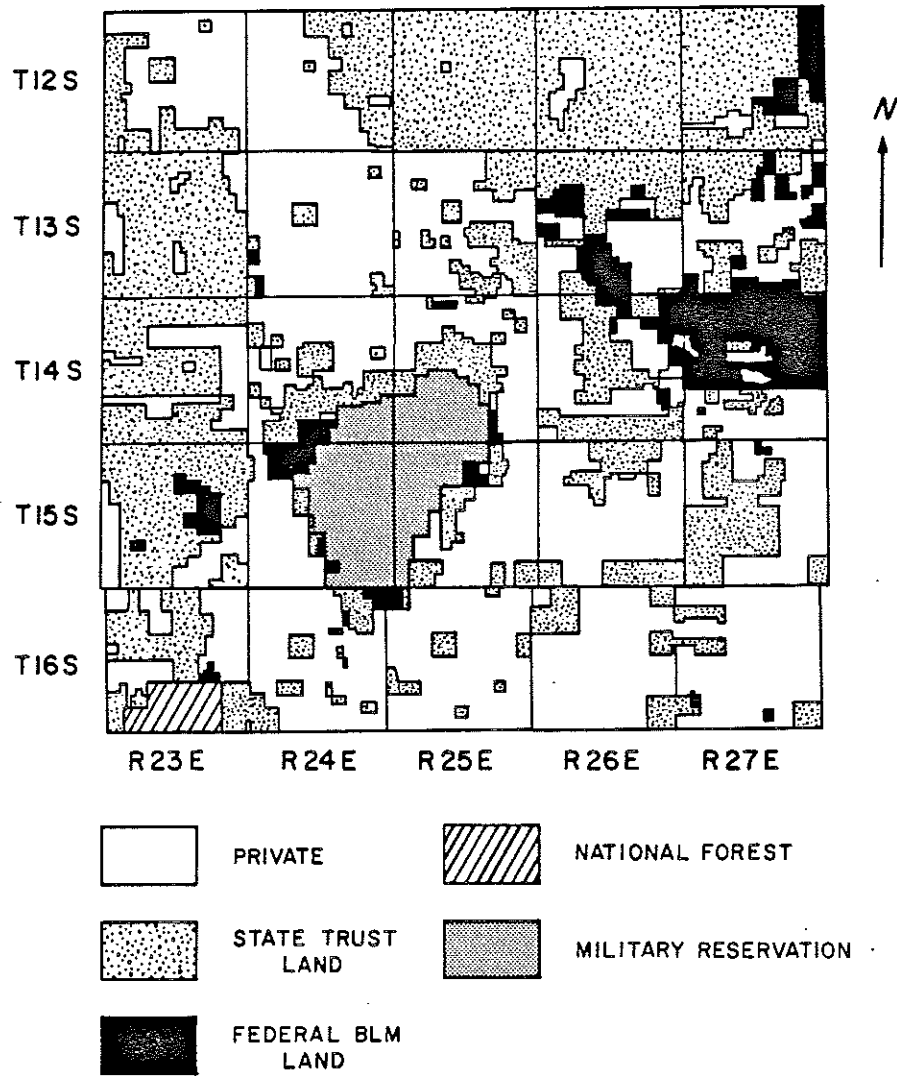 T12S
N
T13S
T14S
T15S
T16S
R23E
R24E
R25E
R26E
R27E
PRIVATE
NATIONAL FOREST
STATE TRUST
LAND
MILITARY RESERVATION
FEDERAL BLM
LAND